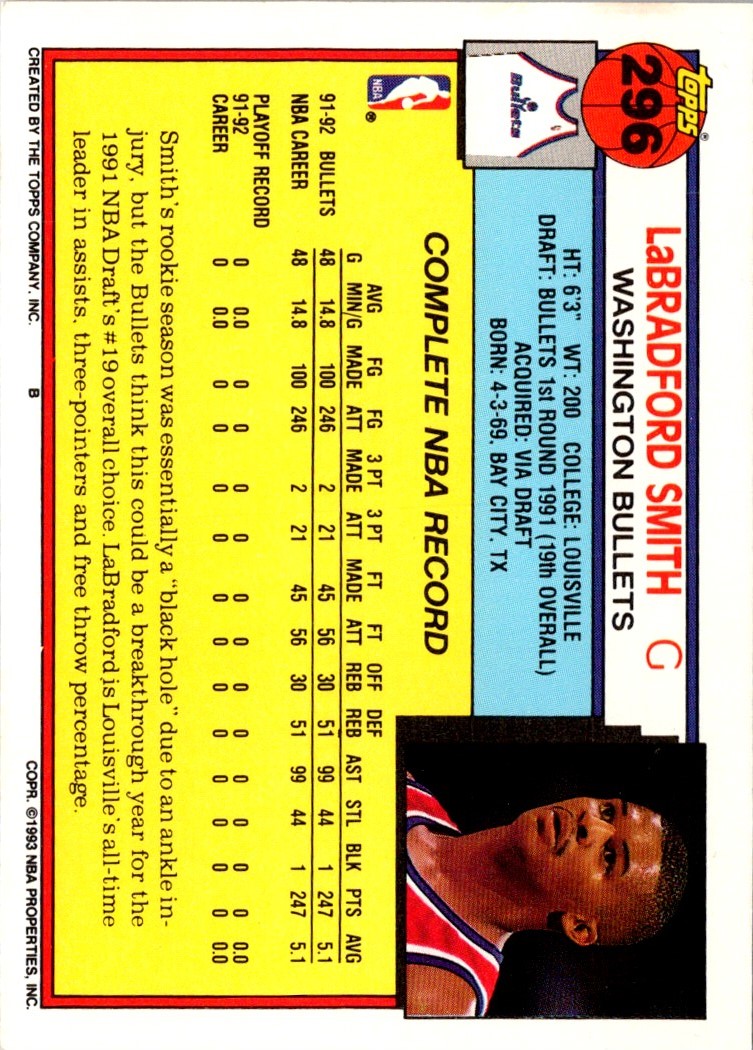 topps®
296
LaBRADFORD SMITH G
WASHINGTON BULLETS
Bullets
HT: 6'3" WT: 200 COLLEGE: LOUISVILLE
DRAFT: BULLETS 1st ROUND 1991 (19th OVERALL)
ACQUIRED: VIA DRAFT
BORN: 4-3-69, BAY CITY, TX
COMPLETE NBA RECORD
NBA ®
AVG FG FG 3 PT 3 PT FT FT OFF DEF
G MIN/G MADE ATT MADE ATT MADE ATT REB REB AST STL BLK PTS AVG
91-92 BULLETS 48 14.8 100 246 2 21 45 56 30 51 99 44 1 247 5.1
NBA CAREER 48 14.8 100 246 2 21 45 56 30 51 99 44 1 247 5.1
PLAYOFF RECORD
91-92 0 0.0 0 0 0 0 0 0 0 0 0 0 0 0 0.0
CAREER 0 0.0 0 0 0 0 0 0 0 0 0 0 0 0 0.0
Smith's rookie season was essentially a "black hole" due to an ankle in-
jury, but the Bullets think this could be a breakthrough year for the
1991 NBA Draft's #19 overall choice. LaBradford is Louisville's all-time
leader in assists, three-pointers and free throw percentage.
CREATED BY THE TOPPS COMPANY, INC. B COPR. ©1993 NBA PROPERTIES, INC.